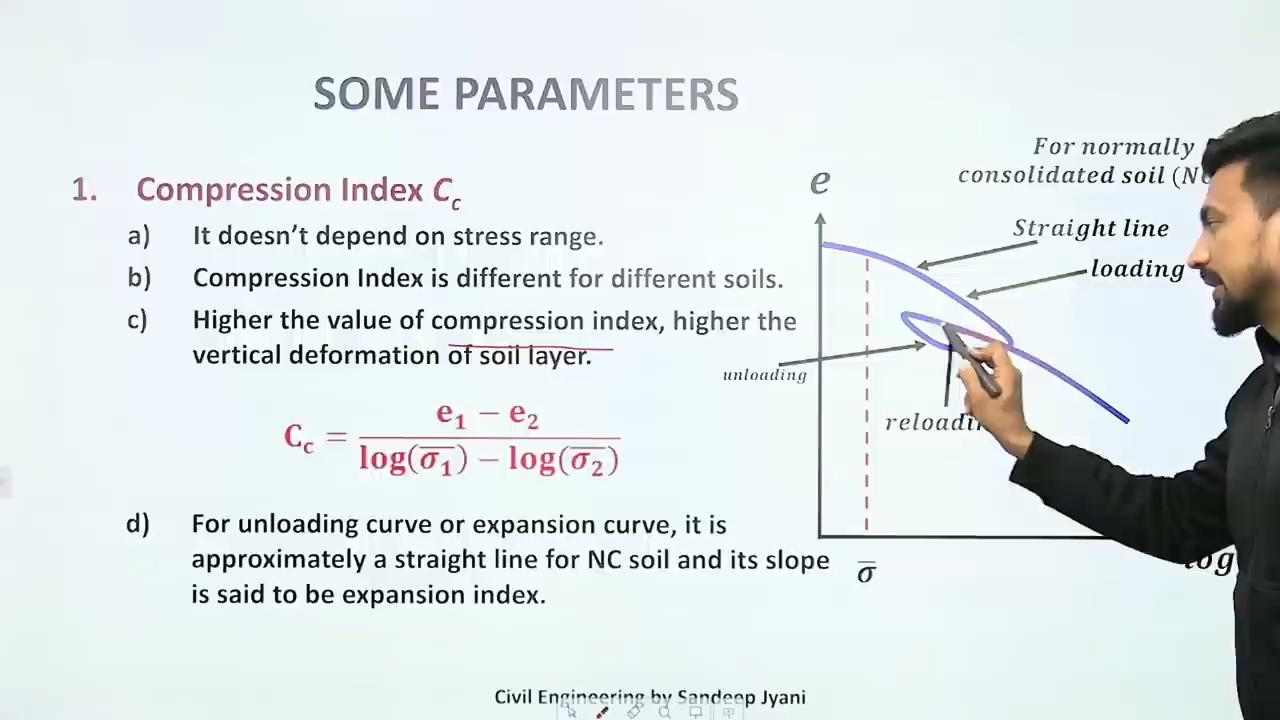 SOME PARAMETERS
1. Compression Index Cc
a) It doesn't depend on stress range.
b) Compression Index is different for different soils.
c) Higher the value of compression index, higher the
vertical deformation of soil layer.
Cc = (e1 − e2) / (log(σ̅1) − log(σ̅2))
d) For unloading curve or expansion curve, it is
approximately a straight line for NC soil and its slope
is said to be expansion index.
For normally
consolidated soil
e
Straight line
loading
unloading
σ̅
Civil Engineering by Sandeep Jyani